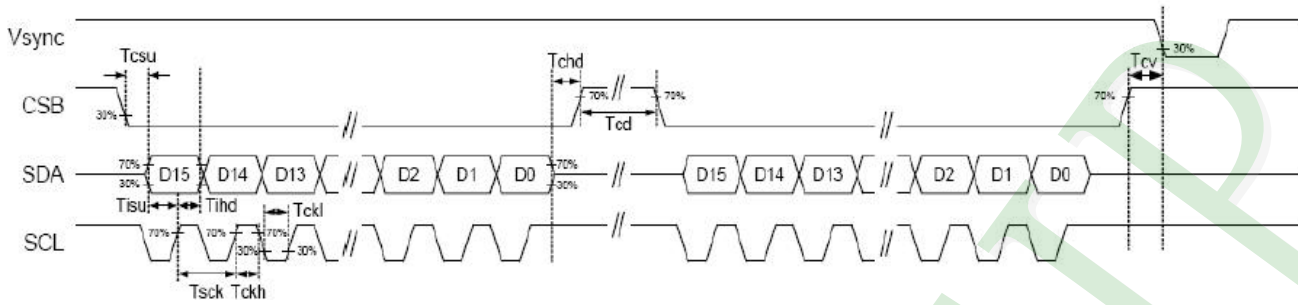 Vsync
30%
Tcsu
Tchd
Tcv
CSB
30%
70%
70%
70%
Tcd
SDA
70%
30%
D15
D14
D13
D2
D1
D0
70%
30%
D15
D14
D13
D2
D1
D0
Tisu
Tihd
Tckl
SCL
70%
70%
70%
30%
30%
Tsck
Tckh